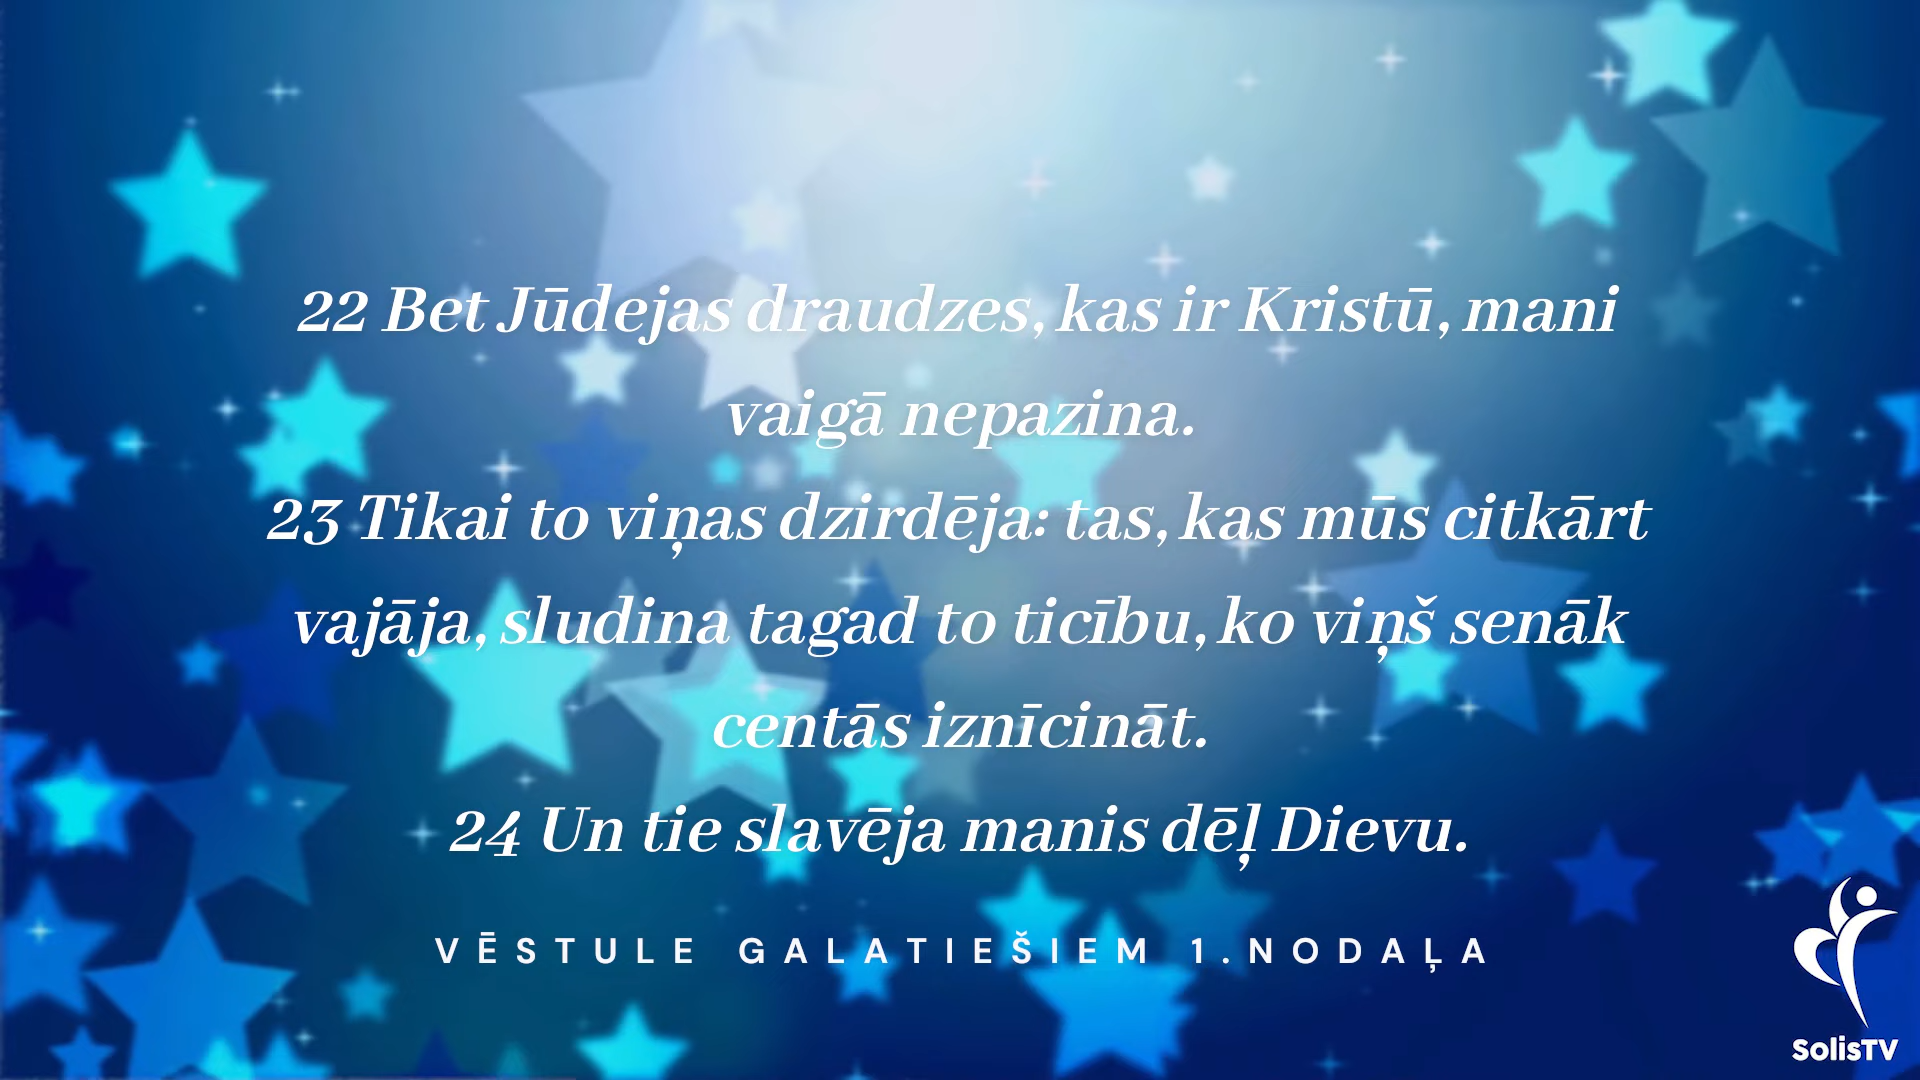 22 Bet Jūdejas draudzes, kas ir Kristū, mani
vaigā nepazina.
23 Tikai to viņas dzirdēja: tas, kas mūs citkārt
vajāja, sludina tagad to ticību, ko viņš senāk
centās iznīcināt.
24 Un tie slavēja manis dēļ Dievu.
VĒSTULE GALATIEŠIEM 1.NODAĻA
SolisTV